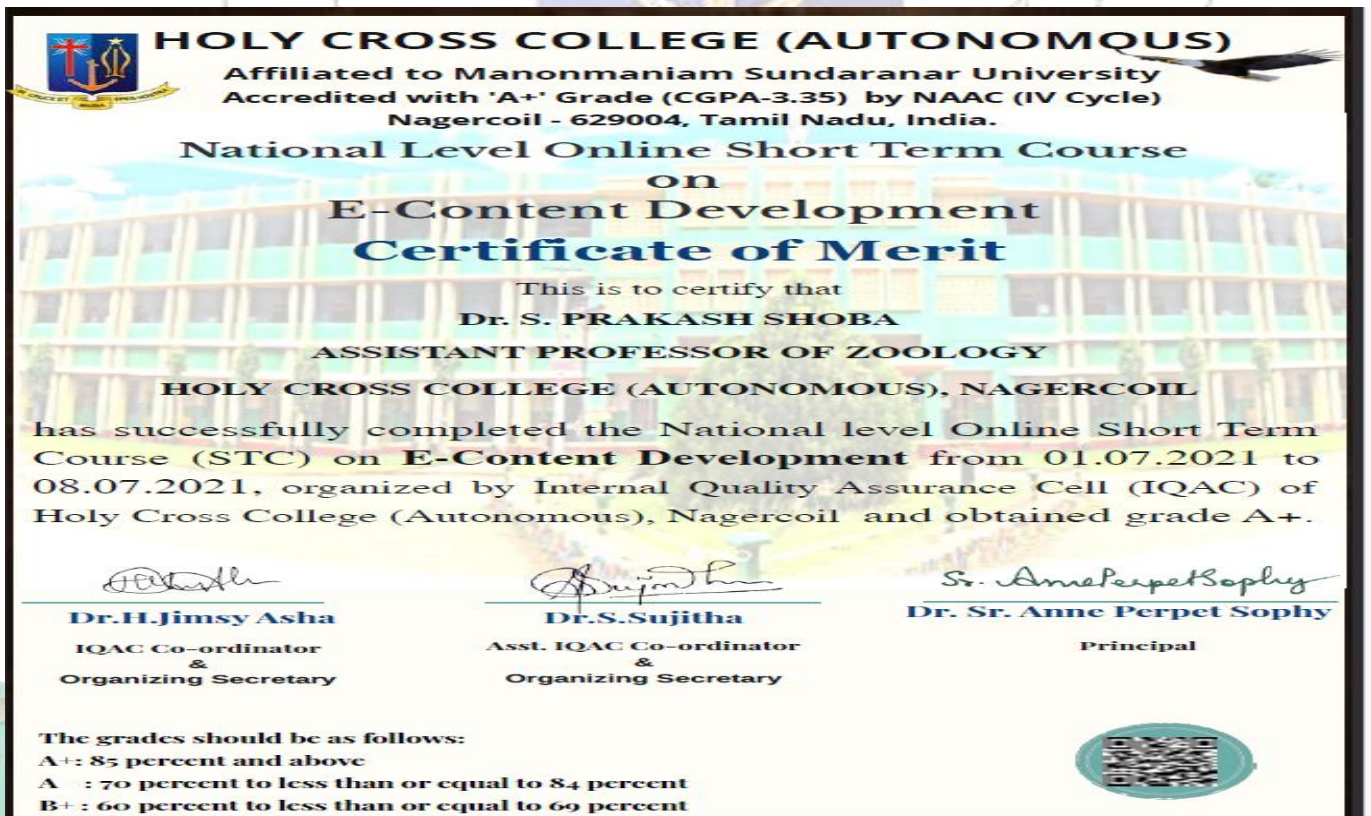 HOLY CROSS COLLEGE (AUTONOMOUS)
Affiliated to Manonmaniam Sundaranar University
Accredited with 'A+' Grade (CGPA-3.35) by NAAC (IV Cycle)
Nagercoil - 629004, Tamil Nadu, India.
National Level Online Short Term Course
on
E-Content Development
Certificate of Merit
This is to certify that
Dr. S. PRAKASH SHOBA
ASSISTANT PROFESSOR OF ZOOLOGY
HOLY CROSS COLLEGE (AUTONOMOUS), NAGERCOIL
has successfully completed the National level Online Short Term
Course (STC) on E-Content Development from 01.07.2021 to
08.07.2021, organized by Internal Quality Assurance Cell (IQAC) of
Holy Cross College (Autonomous), Nagercoil and obtained grade A+.
Sr. AnnePerpetSophy
Dr.H.Jimsy Asha
IQAC Co-ordinator
&
Organizing Secretary
Dr.S.Sujitha
Asst. IQAC Co-ordinator
&
Organizing Secretary
Dr. Sr. Anne Perpet Sophy
Principal
The grades should be as follows:
A+: 85 percent and above
A : 70 percent to less than or equal to 84 percent
B+ : 60 percent to less than or equal to 69 percent